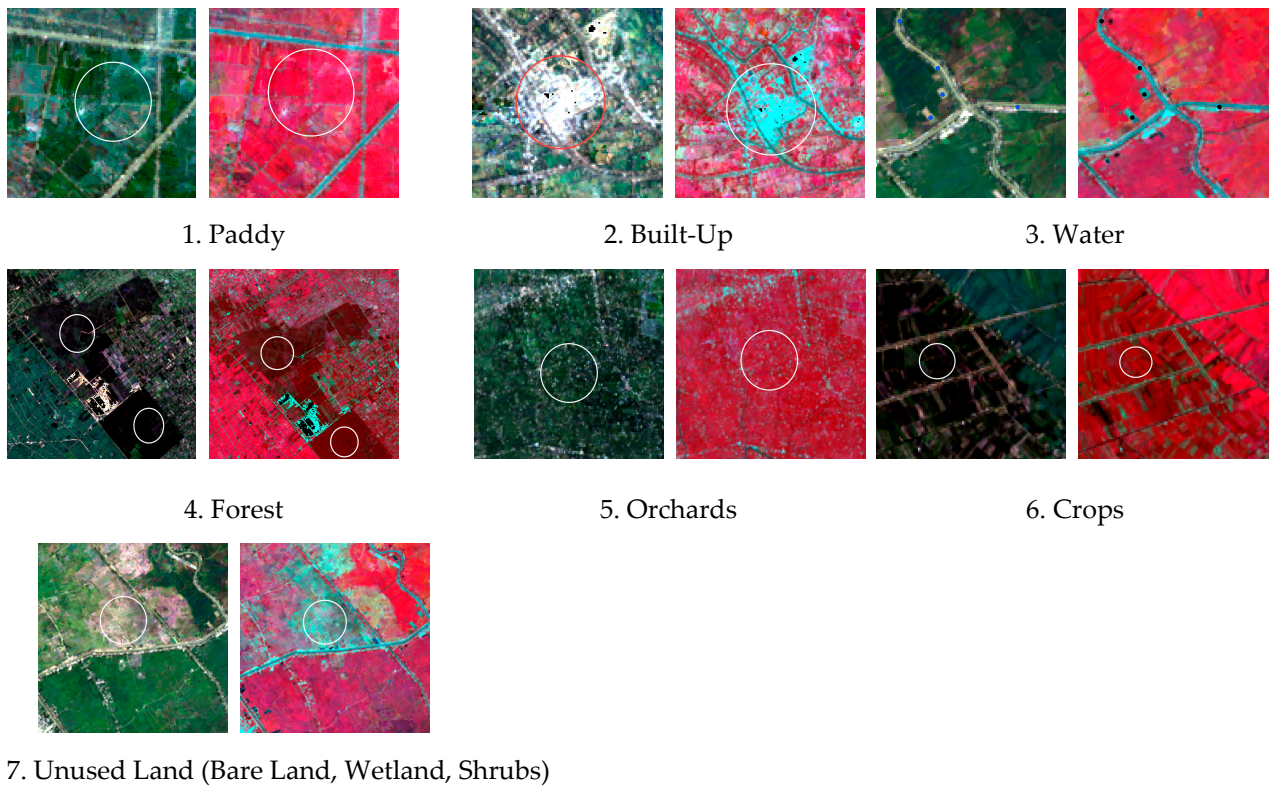 1. Paddy
2. Built-Up
3. Water
4. Forest
5. Orchards
6. Crops
7. Unused Land (Bare Land, Wetland, Shrubs)